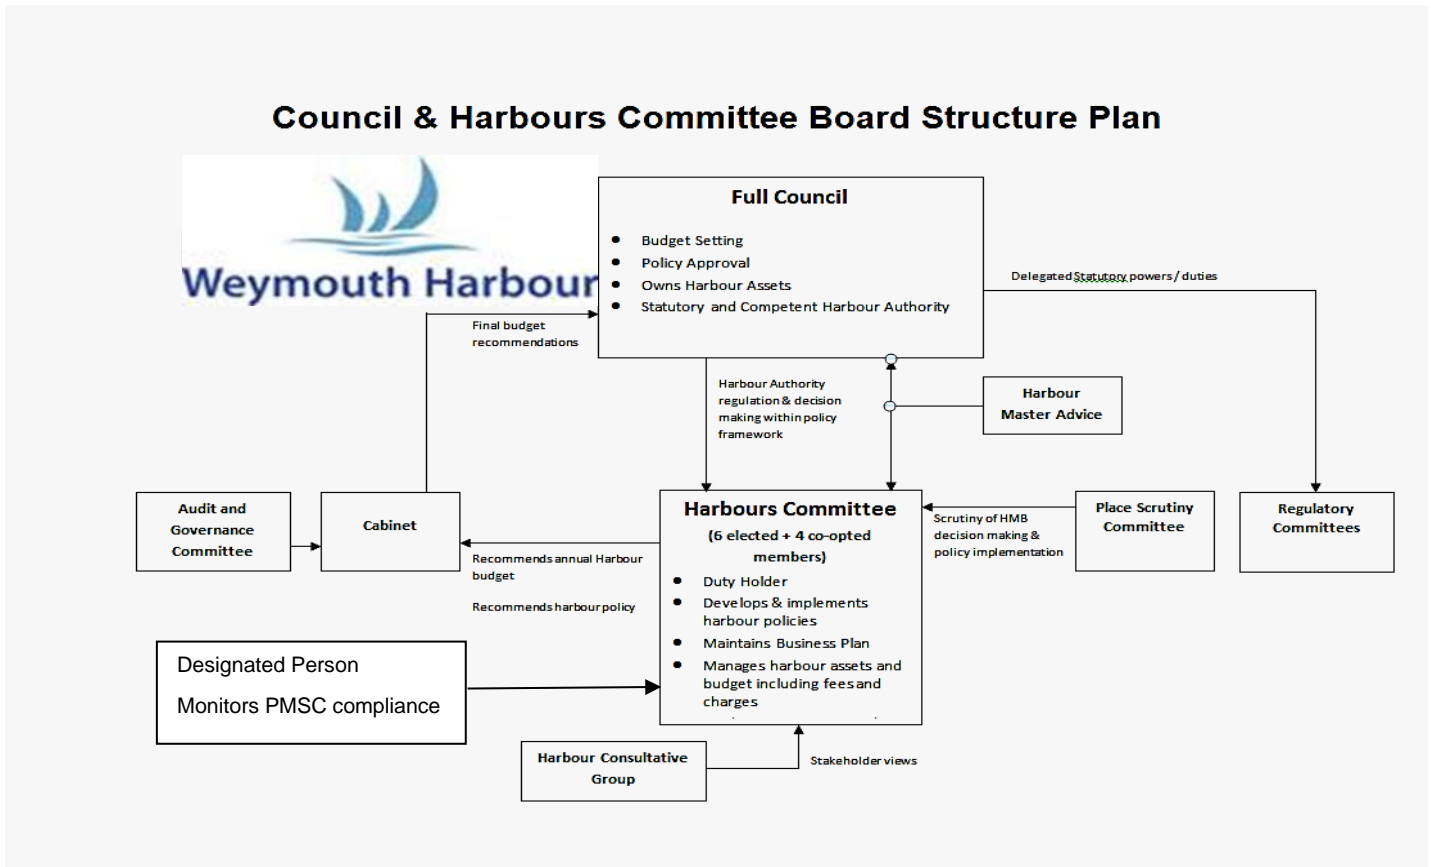 Council & Harbours Committee Board Structure Plan
Weymouth Harbour
Full Council
• Budget Setting
• Policy Approval
• Owns Harbour Assets
• Statutory and Competent Harbour Authority
Delegated Statutory powers / duties
Final budget
recommendations
Harbour Authority
regulation & decision
making within policy
framework
Harbour
Master Advice
Audit and
Governance
Committee
Cabinet
Recommends annual Harbour
budget
Recommends harbour policy
Harbours Committee
(6 elected + 4 co-opted
members)
• Duty Holder
• Develops & implements
harbour policies
• Maintains Business Plan
• Manages harbour assets and
budget including fees and
charges
Scrutiny of HMB
decision making &
policy implementation
Place Scrutiny
Committee
Regulatory
Committees
Designated Person
Monitors PMSC compliance
Harbour Consultative
Group
Stakeholder views